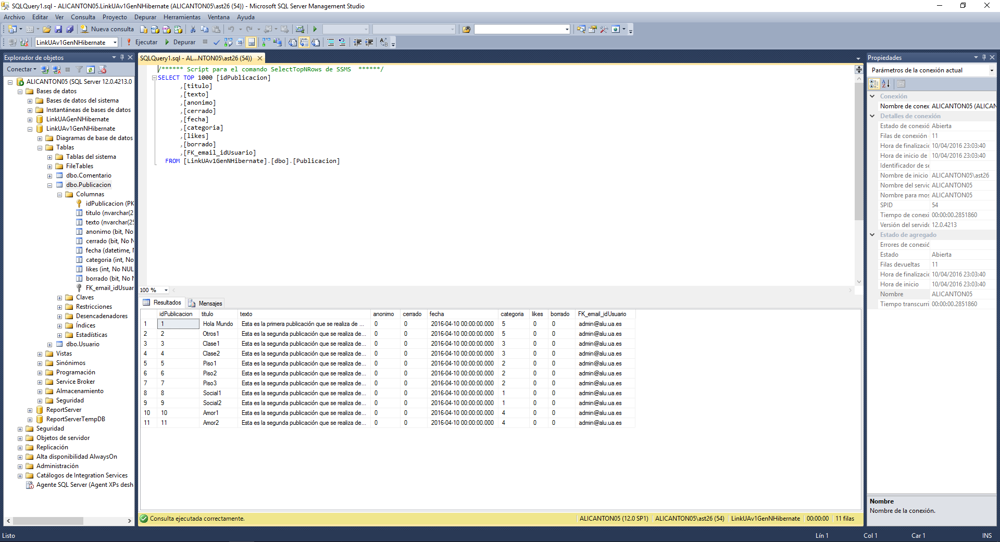 SQLQuery1.sql - ALICANTON05.LinkUAv1GenNHibernate (ALICANTON05\ast26 (54)) - Microsoft SQL Server Management Studio
Archivo Editar Ver Consulta Proyecto Depurar Herramientas Ventana Ayuda
Nueva consulta
LinkUAv1GenNHibernate Ejecutar Depurar
Explorador de objetos
Conectar
ALICANTON05 (SQL Server 12.0.4213.0
Bases de datos
Bases de datos del sistema
Instantáneas de bases de datos
LinkUAGenNHibernate
LinkUAv1GenNHibernate
Diagramas de base de datos
Tablas
Tablas del sistema
FileTables
dbo.Comentario
dbo.Publicacion
Columnas
idPublicacion (PK
titulo (nvarchar(2
texto (nvarchar(25
anonimo (bit, No
cerrado (bit, No N
fecha (datetime, N
categoria (int, No
likes (int, No NUL
borrado (bit, No N
FK_email_idUsuar
Claves
Restricciones
Desencadenadores
Índices
Estadísticas
dbo.Usuario
Vistas
Sinónimos
Programación
Service Broker
Almacenamiento
Seguridad
ReportServer
ReportServerTempDB
Seguridad
Objetos de servidor
Replicación
Alta disponibilidad AlwaysOn
Administración
Catálogos de Integration Services
Agente SQL Server (Agent XPs desh
SQLQuery1.sql - AL...NTON05\ast26 (54))
/****** Script para el comando SelectTopNRows de SSMS  ******/
SELECT TOP 1000 [idPublicacion]
,[titulo]
,[texto]
,[anonimo]
,[cerrado]
,[fecha]
,[categoria]
,[likes]
,[borrado]
,[FK_email_idUsuario]
FROM [LinkUAv1GenNHibernate].[dbo].[Publicacion]
100 %
Resultados Mensajes
idPublicacion titulo texto anonimo cerrado fecha categoria likes borrado FK_email_idUsuario
1 1 Hola Mundo Esta es la primera publicación que se realiza de ... 0 0 2016-04-10 00:00:00.000 5 0 0 admin@alu.ua.es
2 2 Otros1 Esta es la segunda publicación que se realiza de... 0 0 2016-04-10 00:00:00.000 5 0 0 admin@alu.ua.es
3 3 Clase1 Esta es la segunda publicación que se realiza de... 0 0 2016-04-10 00:00:00.000 3 0 0 admin@alu.ua.es
4 4 Clase2 Esta es la segunda publicación que se realiza de... 0 0 2016-04-10 00:00:00.000 3 0 0 admin@alu.ua.es
5 5 Piso1 Esta es la segunda publicación que se realiza de... 0 0 2016-04-10 00:00:00.000 2 0 0 admin@alu.ua.es
6 6 Piso2 Esta es la segunda publicación que se realiza de... 0 0 2016-04-10 00:00:00.000 2 0 0 admin@alu.ua.es
7 7 Piso3 Esta es la segunda publicación que se realiza de... 0 0 2016-04-10 00:00:00.000 2 0 0 admin@alu.ua.es
8 8 Social1 Esta es la segunda publicación que se realiza de... 0 0 2016-04-10 00:00:00.000 1 0 0 admin@alu.ua.es
9 9 Social2 Esta es la segunda publicación que se realiza de... 0 0 2016-04-10 00:00:00.000 1 0 0 admin@alu.ua.es
10 10 Amor1 Esta es la segunda publicación que se realiza de... 0 0 2016-04-10 00:00:00.000 4 0 0 admin@alu.ua.es
11 11 Amor2 Esta es la segunda publicación que se realiza de... 0 0 2016-04-10 00:00:00.000 4 0 0 admin@alu.ua.es
Consulta ejecutada correctamente. ALICANTON05 (12.0 SP1) ALICANTON05\ast26 (54) LinkUAv1GenNHibernate 00:00:00 11 filas
Propiedades
Parámetros de la conexión actual
Conexión
Nombre de conex ALICANTON05 (ALICAN
Detalles de conexión
Estado de conexió Abierta
Filas de conexión 11
Hora de finalizació 10/04/2016 23:03:40
Hora de inicio de 10/04/2016 23:03:40
Identificador de se
Nombre de inicio ALICANTON05\ast26
Nombre del servic ALICANTON05
Nombre para mos ALICANTON05
SPID 54
Tiempo de conexi 00:00:00.2851860
Versión del servido 12.0.4213
Estado de agregado
Errores de conexió
Estado Abierta
Filas devueltas 11
Hora de finalizació 10/04/2016 23:03:40
Hora de inicio 10/04/2016 23:03:40
Nombre ALICANTON05
Tiempo transcurri 00:00:00.2851860
Nombre
Nombre de la conexión.
Listo Lín 1 Col 1 Car 1 INS